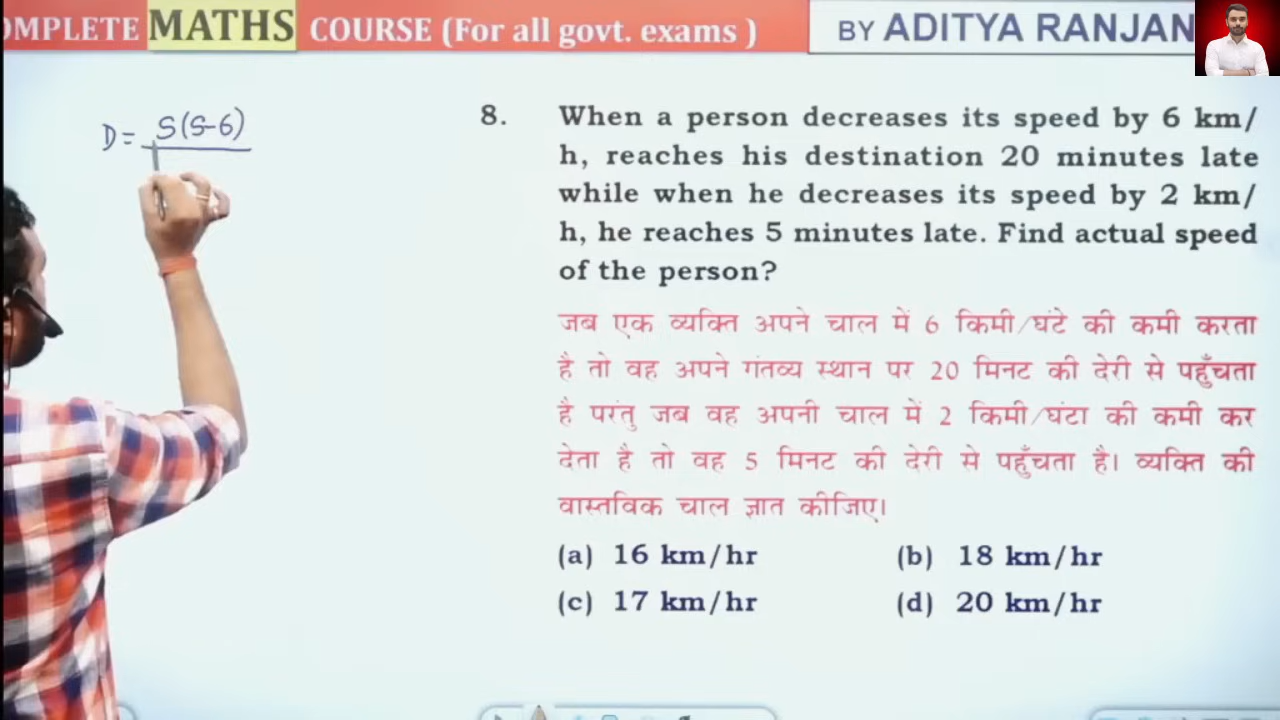 OMPLETE MATHS COURSE (For all govt. exams )
BY ADITYA RANJAN
D = S(S-6)
8. When a person decreases its speed by 6 km/
h, reaches his destination 20 minutes late
while when he decreases its speed by 2 km/
h, he reaches 5 minutes late. Find actual speed
of the person?
जब एक व्यक्ति अपने चाल में 6 किमी/घंटे की कमी करता
है तो वह अपने गंतव्य स्थान पर 20 मिनट की देरी से पहुँचता
है परंतु जब वह अपनी चाल में 2 किमी/घंटा की कमी कर
देता है तो वह 5 मिनट की देरी से पहुँचता है। व्यक्ति की
वास्तविक चाल ज्ञात कीजिए।
(a) 16 km/hr (b) 18 km/hr
(c) 17 km/hr (d) 20 km/hr